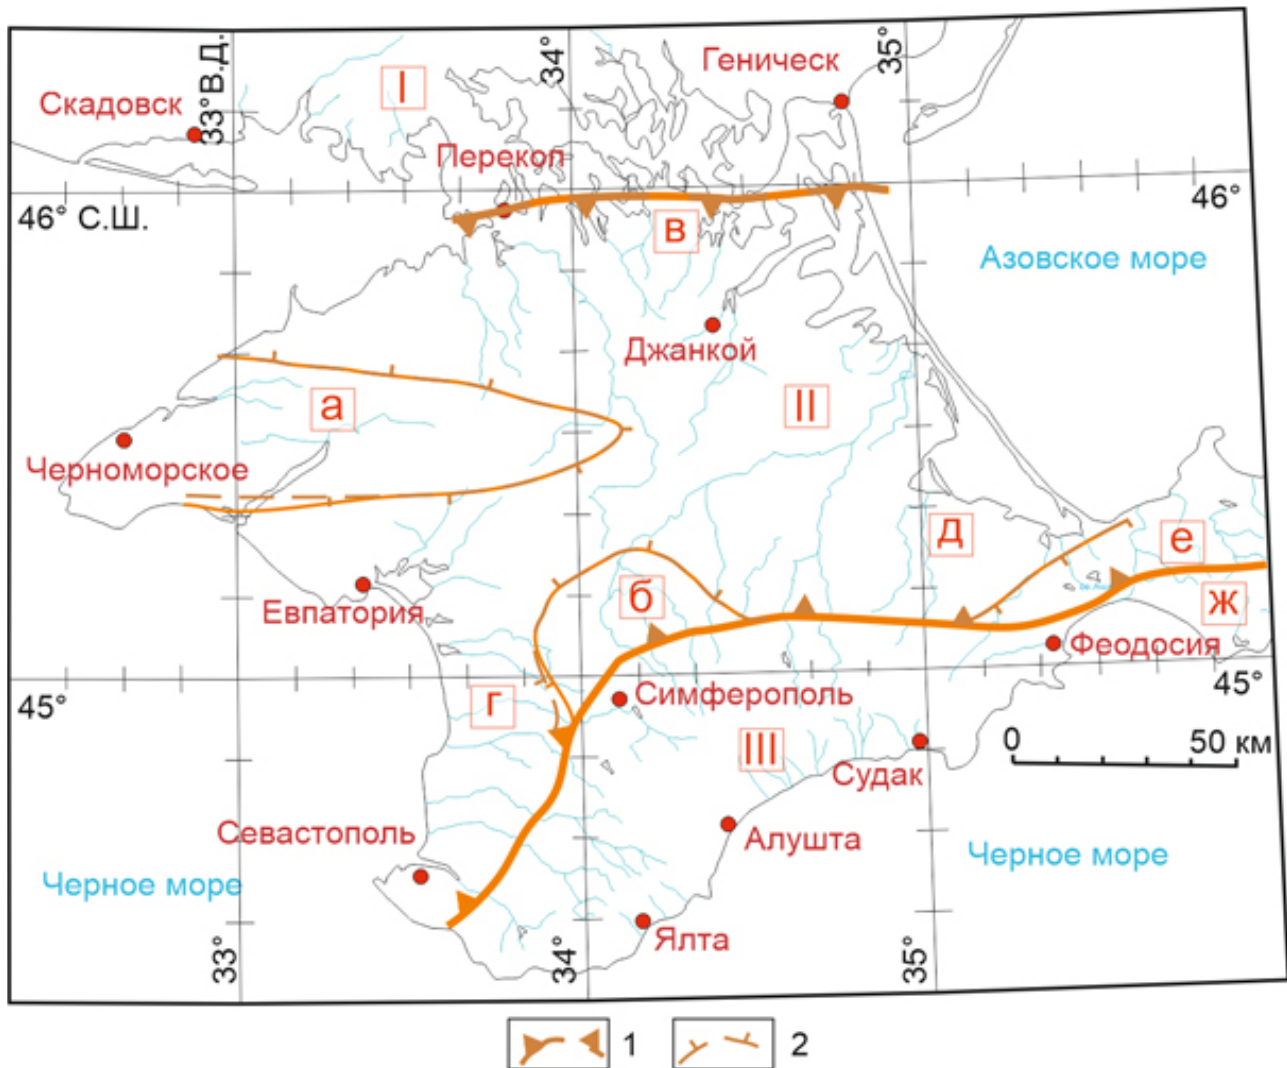 Скадовск
33°В.Д.
I
34°
Геническ
35°
Перекоп
46° С.Ш.
46°
в
Азовское море
Джанкой
а
II
Черноморское
д
е
Евпатория
б
ж
Феодосия
45°
г
Симферополь
45°
III
0 50 км
Судак
Севастополь
Алушта
Черное море
Черное море
Ялта
33°
34°
35°
1
2